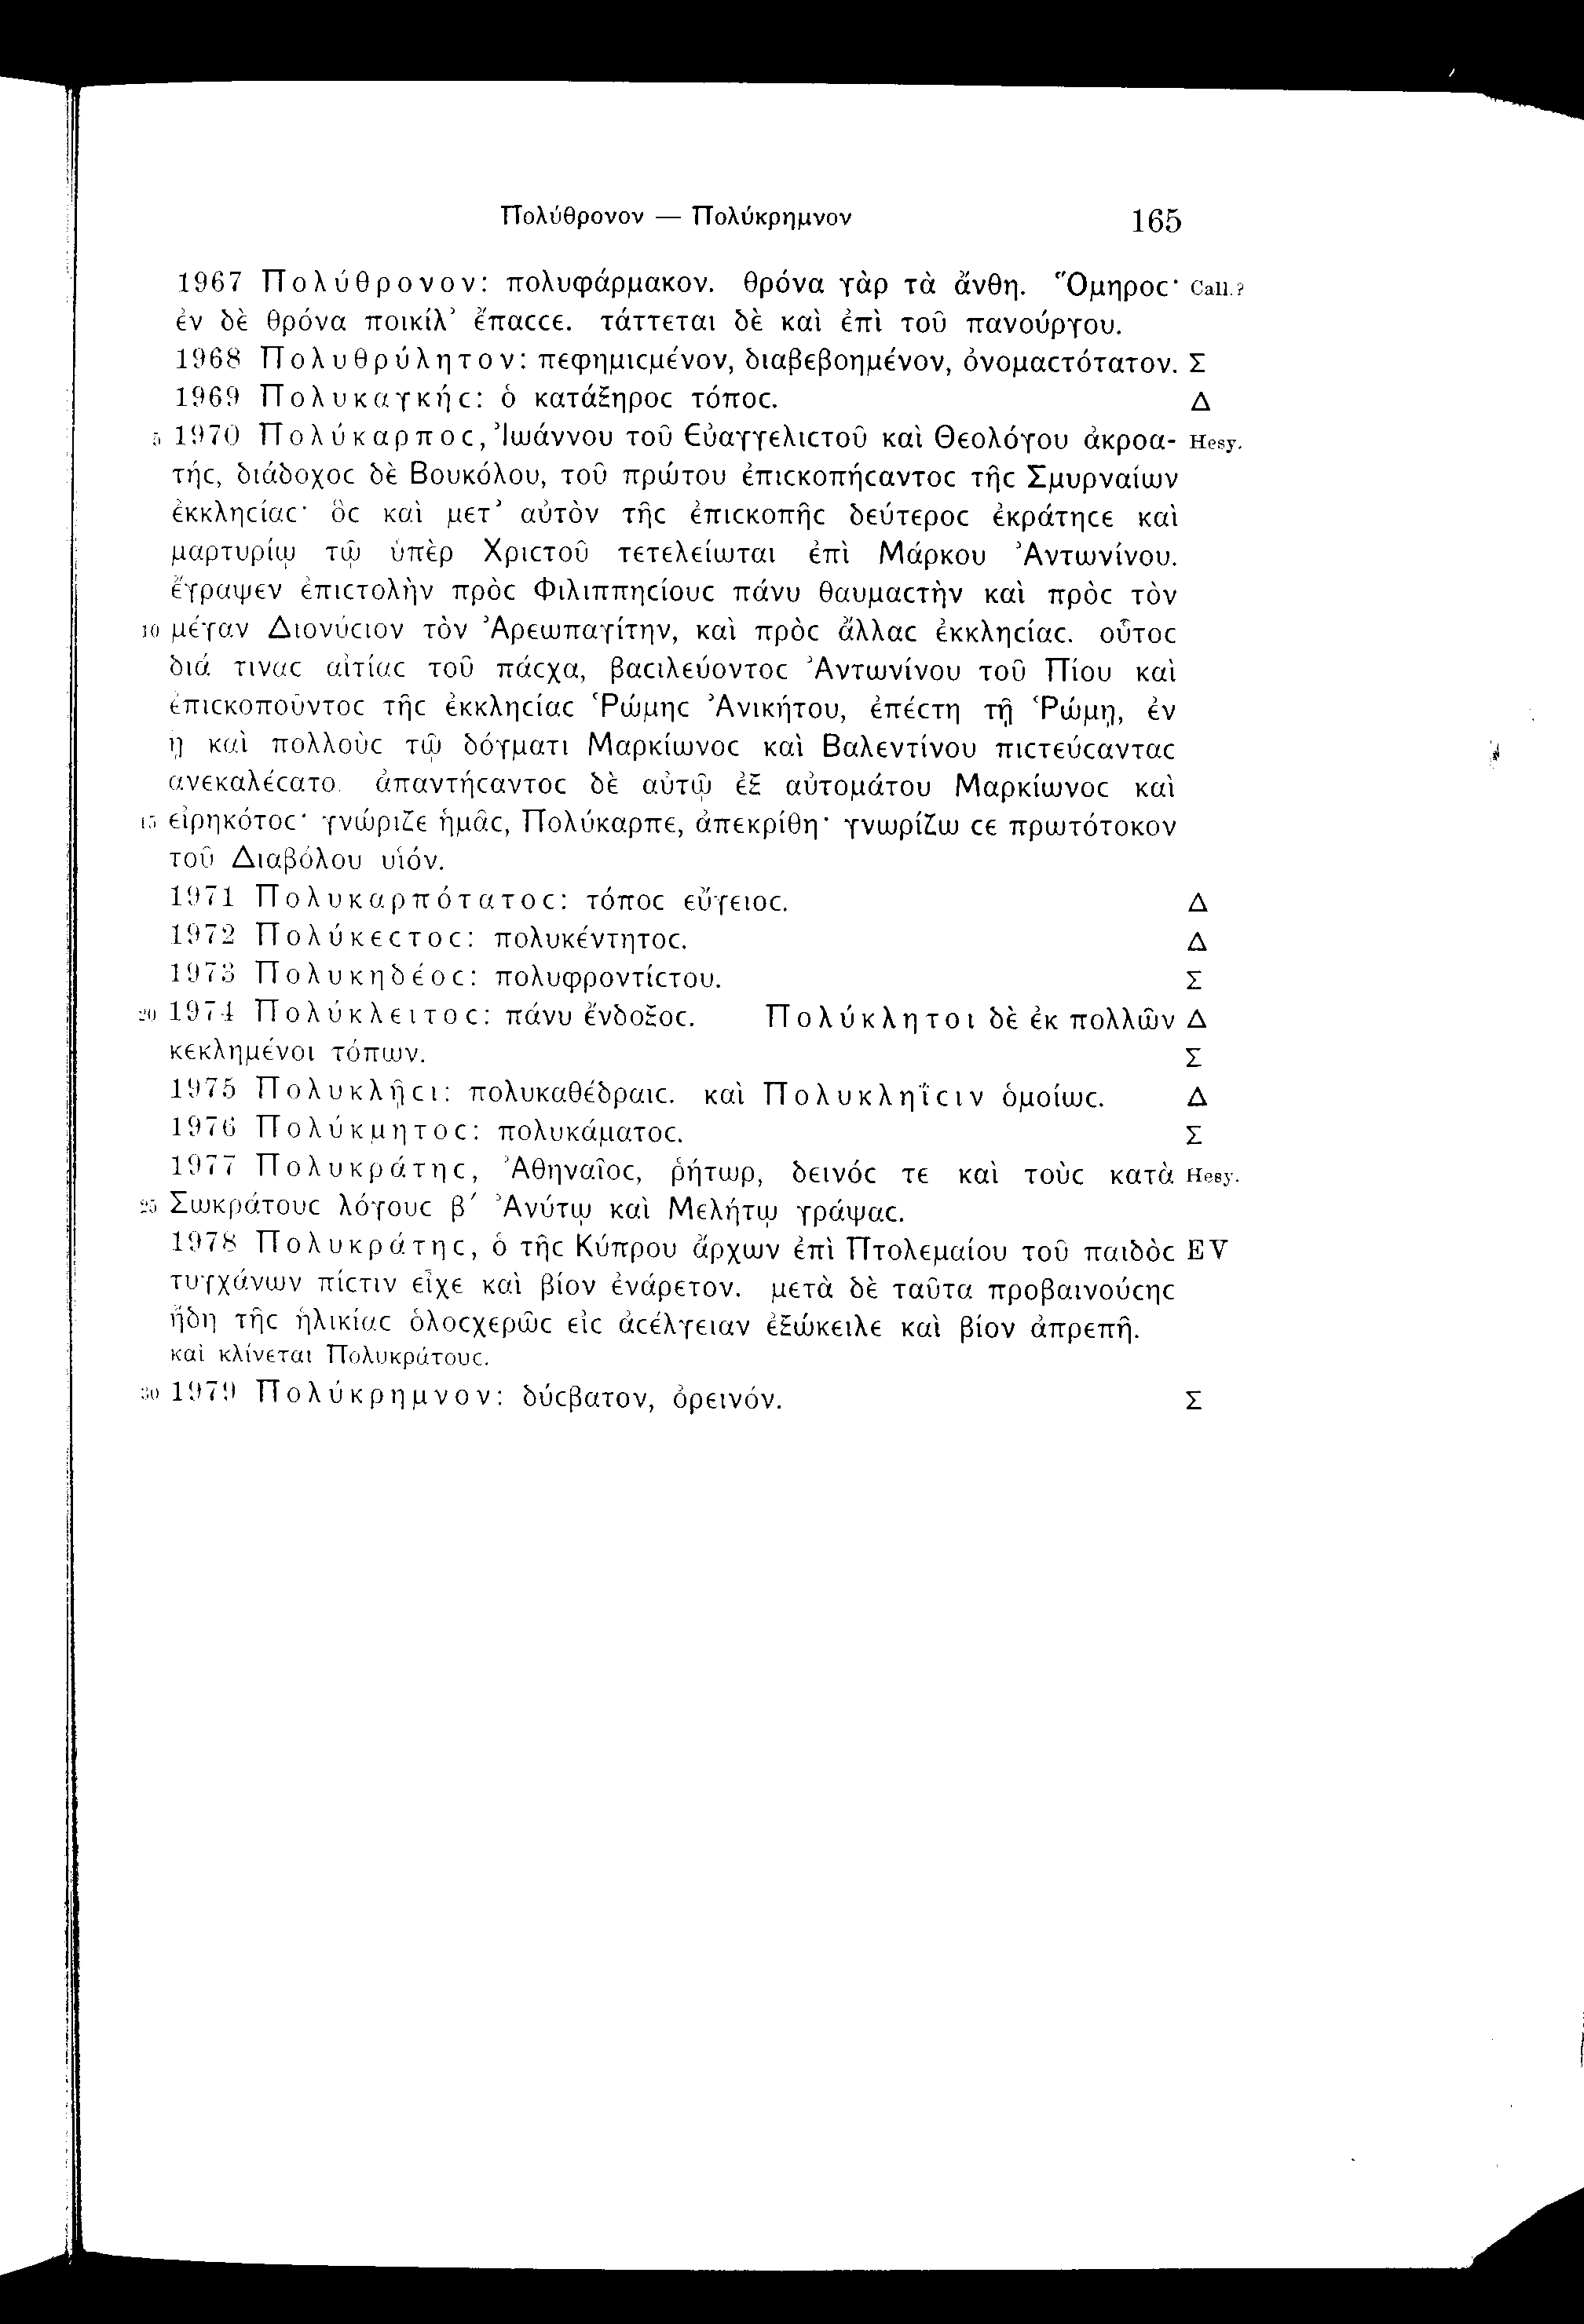 Πολύθρονον — Πολύκρημνον 165
1967 Πολύθρονον: πολυφάρμακον. θρόνα γὰρ τὰ ἄνθη. Ὅμηροϲ· Call.?
ἐν δὲ θρόνα ποικίλ’ ἔπαϲϲε. τάττεται δὲ καὶ ἐπὶ τοῦ πανούργου.
1968 Πολυθρύλητον: πεφημιϲμένον, διαβεβοημένον, ὀνομαϲτότατον. Σ
1969 Πολυκαγκήϲ: ὁ κατάξηροϲ τόποϲ. Δ
5 1970 Πολύκαρποϲ, Ἰωάννου τοῦ Εὐαγγελιϲτοῦ καὶ Θεολόγου ἀκροα- Hesy.
τήϲ, διάδοχοϲ δὲ Βουκόλου, τοῦ πρώτου ἐπιϲκοπήϲαντοϲ τῆϲ Σμυρναίων
ἐκκληϲίαϲ· ὃϲ καὶ μετ’ αὐτὸν τῆϲ ἐπιϲκοπῆϲ δεύτεροϲ ἐκράτηϲε καὶ
μαρτυρίῳ τῷ ὑπὲρ Χριϲτοῦ τετελείωται ἐπὶ Μάρκου Ἀντωνίνου.
ἔγραψεν ἐπιϲτολὴν πρὸϲ Φιλιππηϲίουϲ πάνυ θαυμαϲτὴν καὶ πρὸϲ τὸν
10 μέγαν Διονύϲιον τὸν Ἀρεωπαγίτην, καὶ πρὸϲ ἄλλαϲ ἐκκληϲίαϲ. οὗτοϲ
διά τιναϲ αἰτίαϲ τοῦ πάϲχα, βαϲιλεύοντοϲ Ἀντωνίνου τοῦ Πίου καὶ
ἐπιϲκοποῦντοϲ τῆϲ ἐκκληϲίαϲ Ῥώμηϲ Ἀνικήτου, ἐπέϲτη τῇ Ῥώμῃ, ἐν
ᾗ καὶ πολλοὺϲ τῷ δόγματι Μαρκίωνοϲ καὶ Βαλεντίνου πιϲτεύϲανταϲ
ἀνεκαλέϲατο. ἀπαντήϲαντοϲ δὲ αὐτῷ ἐξ αὐτομάτου Μαρκίωνοϲ καὶ
15 εἰρηκότοϲ· γνώριζε ἡμᾶϲ, Πολύκαρπε, ἀπεκρίθη· γνωρίζω ϲε πρωτότοκον
τοῦ Διαβόλου υἱόν.
1971 Πολυκαρπότατοϲ: τόποϲ εὔγειοϲ. Δ
1972 Πολύκεϲτοϲ: πολυκέντητοϲ. Δ
1973 Πολυκηδέοϲ: πολυφροντίϲτου. Σ
20 1974 Πολύκλειτοϲ: πάνυ ἔνδοξοϲ. Πολύκλητοι δὲ ἐκ πολλῶν Δ
κεκλημένοι τόπων. Σ
1975 Πολυκλῇϲι: πολυκαθέδραιϲ. καὶ Πολυκληΐϲιν ὁμοίωϲ. Δ
1976 Πολύκμητοϲ: πολυκάματοϲ. Σ
1977 Πολυκράτηϲ, Ἀθηναῖοϲ, ῥήτωρ, δεινόϲ τε καὶ τοὺϲ κατὰ Hesy.
25 Σωκράτουϲ λόγουϲ β′ Ἀνύτῳ καὶ Μελήτῳ γράψαϲ.
1978 Πολυκράτηϲ, ὁ τῆϲ Κύπρου ἄρχων ἐπὶ Πτολεμαίου τοῦ παιδὸϲ EV
τυγχάνων πίϲτιν εἶχε καὶ βίον ἐνάρετον. μετὰ δὲ ταῦτα προβαινούϲηϲ
ἤδη τῆϲ ἡλικίαϲ ὁλοϲχερῶϲ εἰϲ ἀϲέλγειαν ἐξώκειλε καὶ βίον ἀπρεπῆ.
καὶ κλίνεται Πολυκράτουϲ.
30 1979 Πολύκρημνον: δύϲβατον, ὀρεινόν. Σ